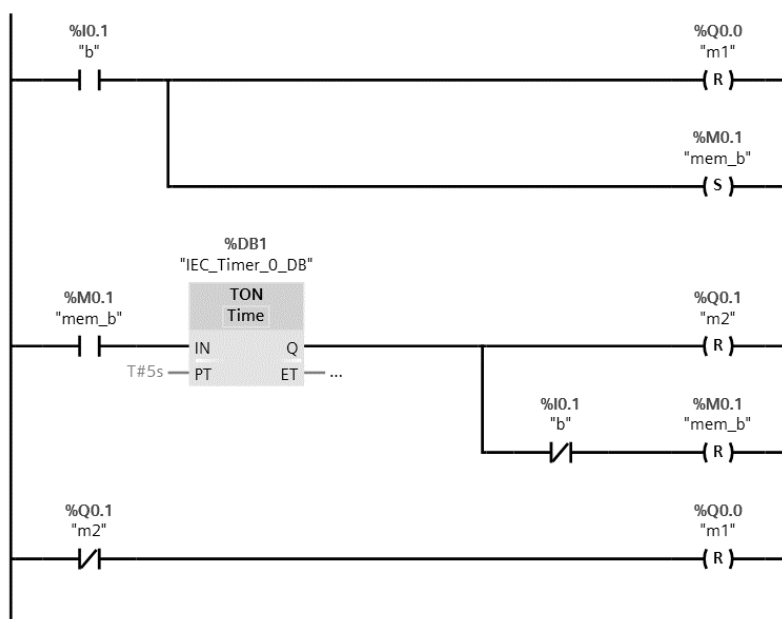 %I0.1
"b"
%Q0.0
"m1"
R
%M0.1
"mem_b"
S
%DB1
"IEC_Timer_0_DB"
%M0.1
"mem_b"
TON
Time
IN Q
T#5s PT ET ...
%Q0.1
"m2"
R
%I0.1
"b"
%M0.1
"mem_b"
R
%Q0.1
"m2"
%Q0.0
"m1"
R